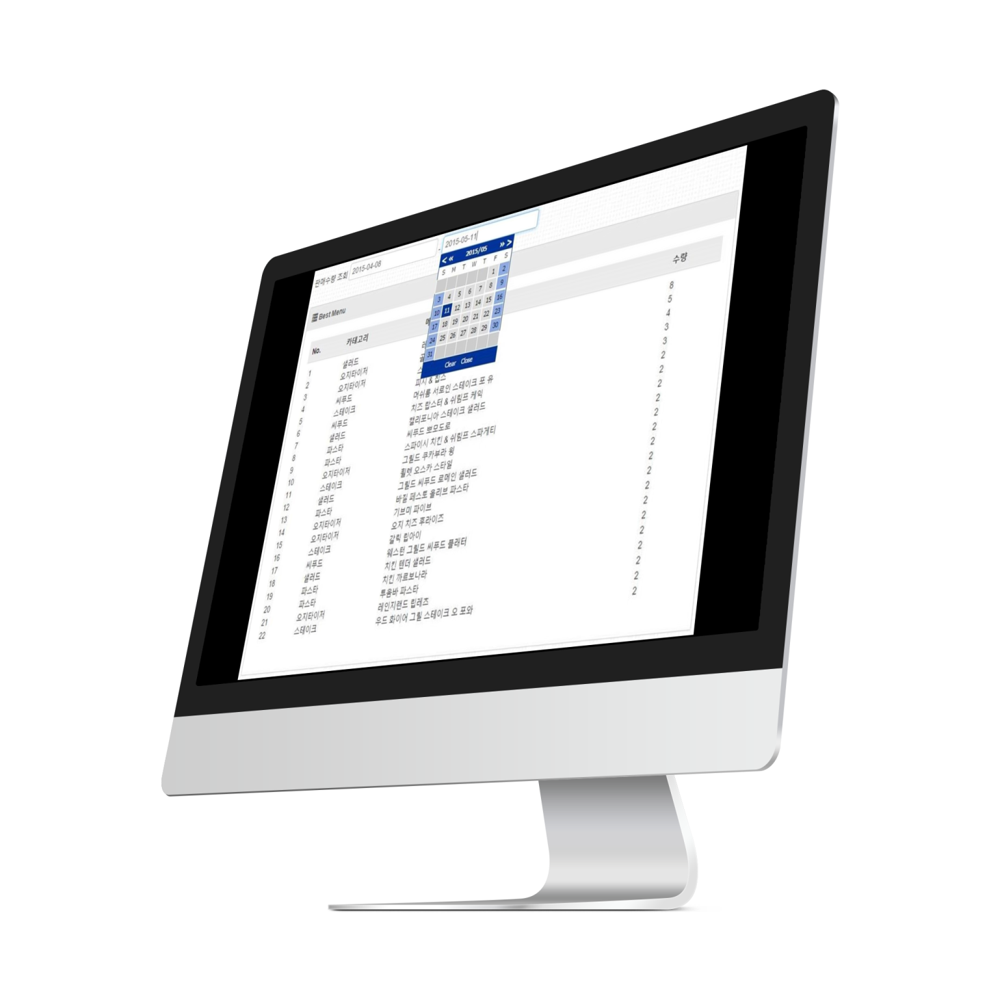 판매수량 조회 2015-04-08 - 2015-05-11
< « 2015/05 » >
S M T W T F S
1 2
3 4 5 6 7 8 9
10 11 12 13 14 15 16
17 18 19 20 21 22 23
24 25 26 27 28 29 30
31
Clear Close
Best Menu
No. 카테고리 수량
1 샐러드 8
2 오지타이저 5
3 오지타이저 4
4 씨푸드 피시 & 칩스 3
5 스테이크 머쉬룸 서로인 스테이크 포 유 3
6 씨푸드 치즈 랍스터 & 쉬림프 케익 2
7 샐러드 캘리포니아 스테이크 샐러드 2
8 파스타 씨푸드 뽀모도로 2
9 파스타 스파이시 치킨 & 쉬림프 스파게티 2
10 오지타이저 그릴드 쿠카부라 윙 2
11 스테이크 휠렛 오스카 스타일 2
12 샐러드 그릴드 씨푸드 로메인 샐러드 2
13 파스타 바질 페스토 올리브 파스타 2
14 오지타이저 기브미 파이브 2
15 오지타이저 오지 치즈 후라이즈 2
16 스테이크 갈릭 립아이 2
17 씨푸드 웨스턴 그릴드 씨푸드 플래터 2
18 샐러드 치킨 텐더 샐러드 2
19 파스타 치킨 까르보나라 2
20 파스타 투움바 파스타 2
21 오지타이저 레인지랜드 립레츠 2
22 스테이크 우드 화이어 그릴 스테이크 오 포와 2